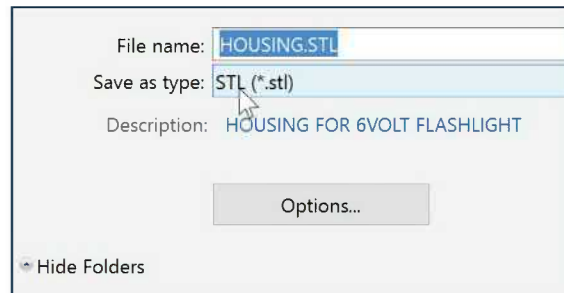 File name: HOUSING.STL
Save as type: STL (*.stl)
Description: HOUSING FOR 6VOLT FLASHLIGHT
Options...
Hide Folders